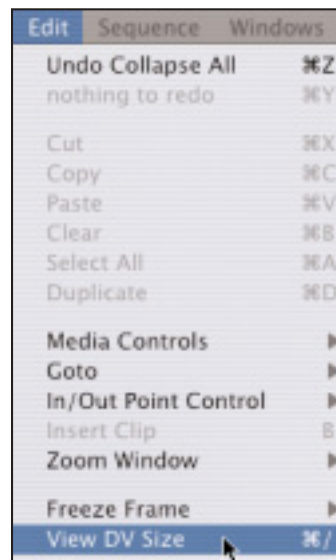 Edit Sequence Windows
Undo Collapse All ⌘Z
nothing to redo ⌘Y
Cut ⌘X
Copy ⌘C
Paste ⌘V
Clear ⌘B
Select All ⌘A
Duplicate ⌘D
Media Controls ▶
Goto ▶
In/Out Point Control ▶
Insert Clip B
Zoom Window ▶
Freeze Frame ▶
View DV Size ⌘/